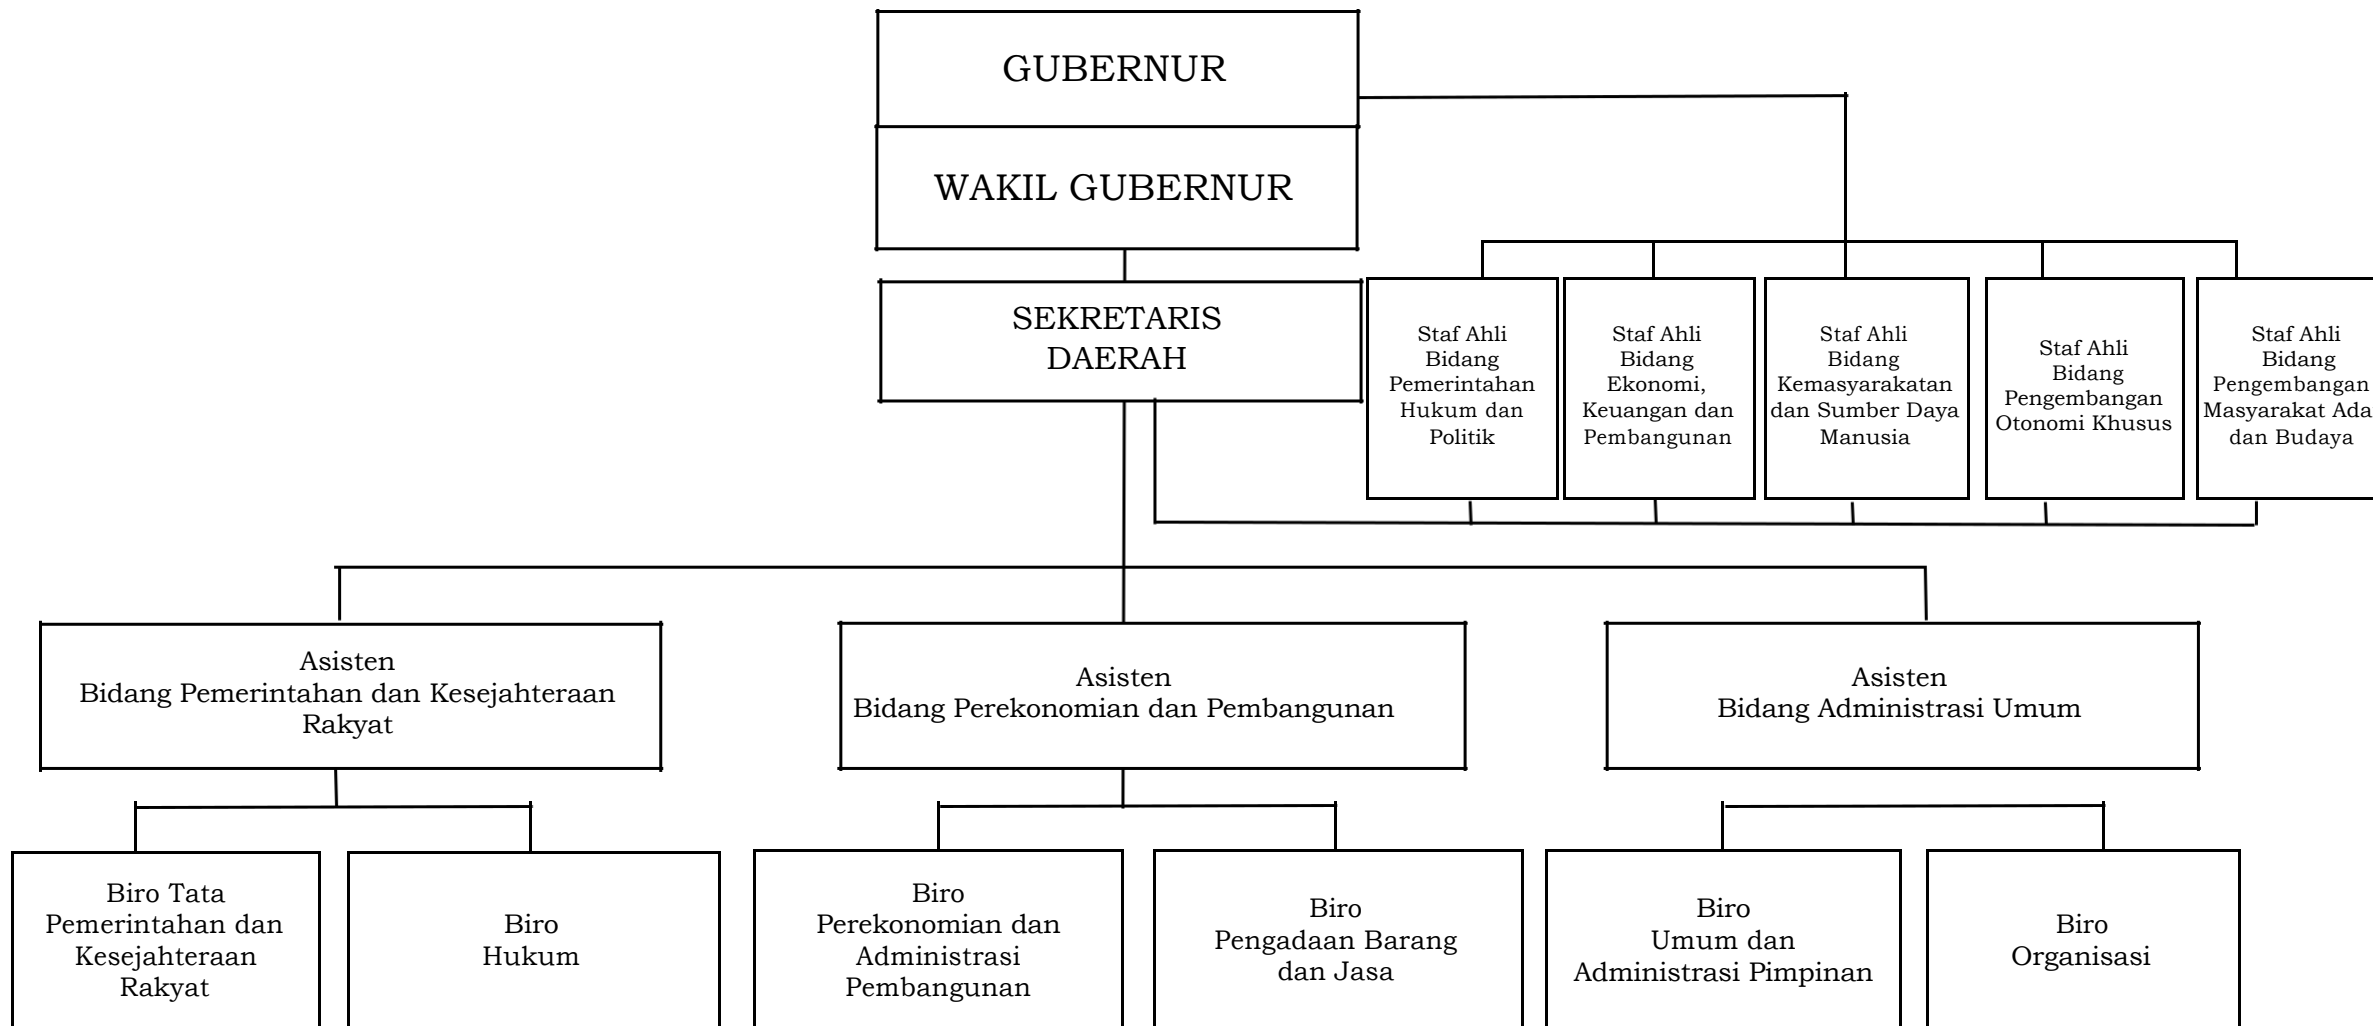 GUBERNUR
WAKIL GUBERNUR
SEKRETARIS
DAERAH
Staf Ahli
Bidang
Pemerintahan
Hukum dan
Politik
Staf Ahli
Bidang
Ekonomi,
Keuangan dan
Pembangunan
Staf Ahli
Bidang
Kemasyarakatan
dan Sumber Daya
Manusia
Staf Ahli
Bidang
Pengembangan
Otonomi Khusus
Staf Ahli
Bidang
Pengembangan
Masyarakat Ada
dan Budaya
Asisten
Bidang Pemerintahan dan Kesejahteraan
Rakyat
Asisten
Bidang Perekonomian dan Pembangunan
Asisten
Bidang Administrasi Umum
Biro Tata
Pemerintahan dan
Kesejahteraan
Rakyat
Biro
Hukum
Biro
Perekonomian dan
Administrasi
Pembangunan
Biro
Pengadaan Barang
dan Jasa
Biro
Umum dan
Administrasi Pimpinan
Biro
Organisasi